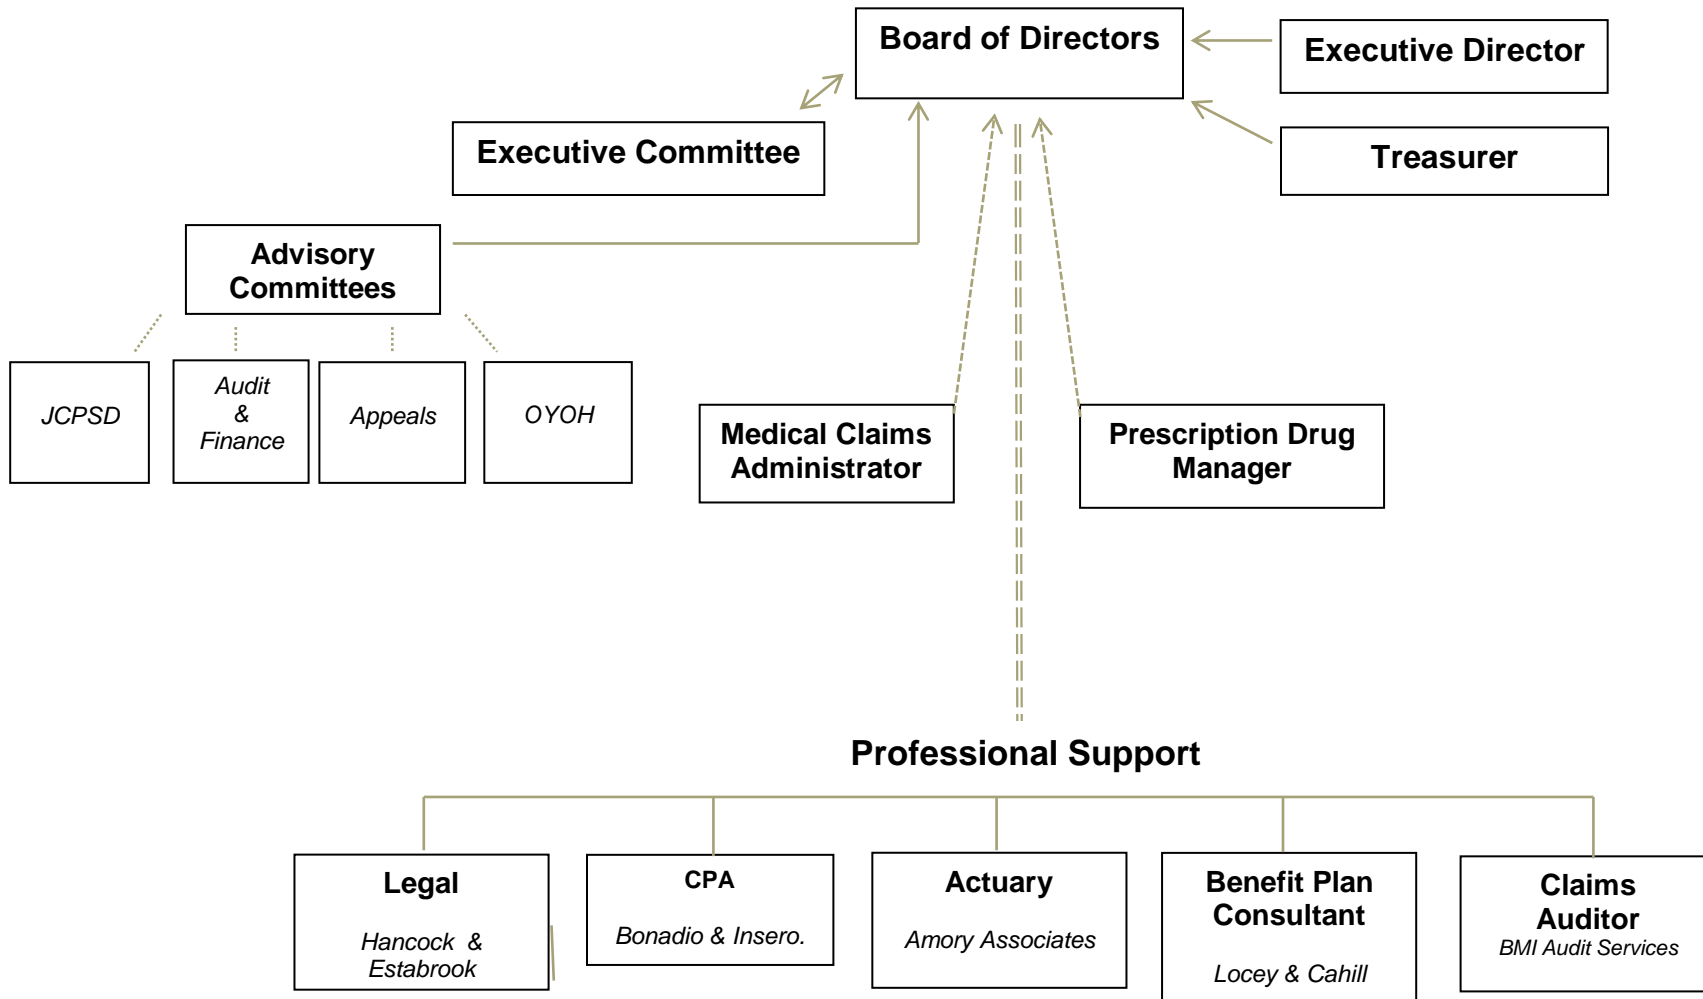 Board of Directors
Executive Director
Executive Committee
Treasurer
Advisory
Committees
JCPSD
Audit
&
Finance
Appeals
OYOH
Medical Claims
Administrator
Prescription Drug
Manager
Professional Support
Legal
Hancock &
Estabrook
CPA
Bonadio & Insero.
Actuary
Amory Associates
Benefit Plan
Consultant
Locey & Cahill
Claims
Auditor
BMI Audit Services